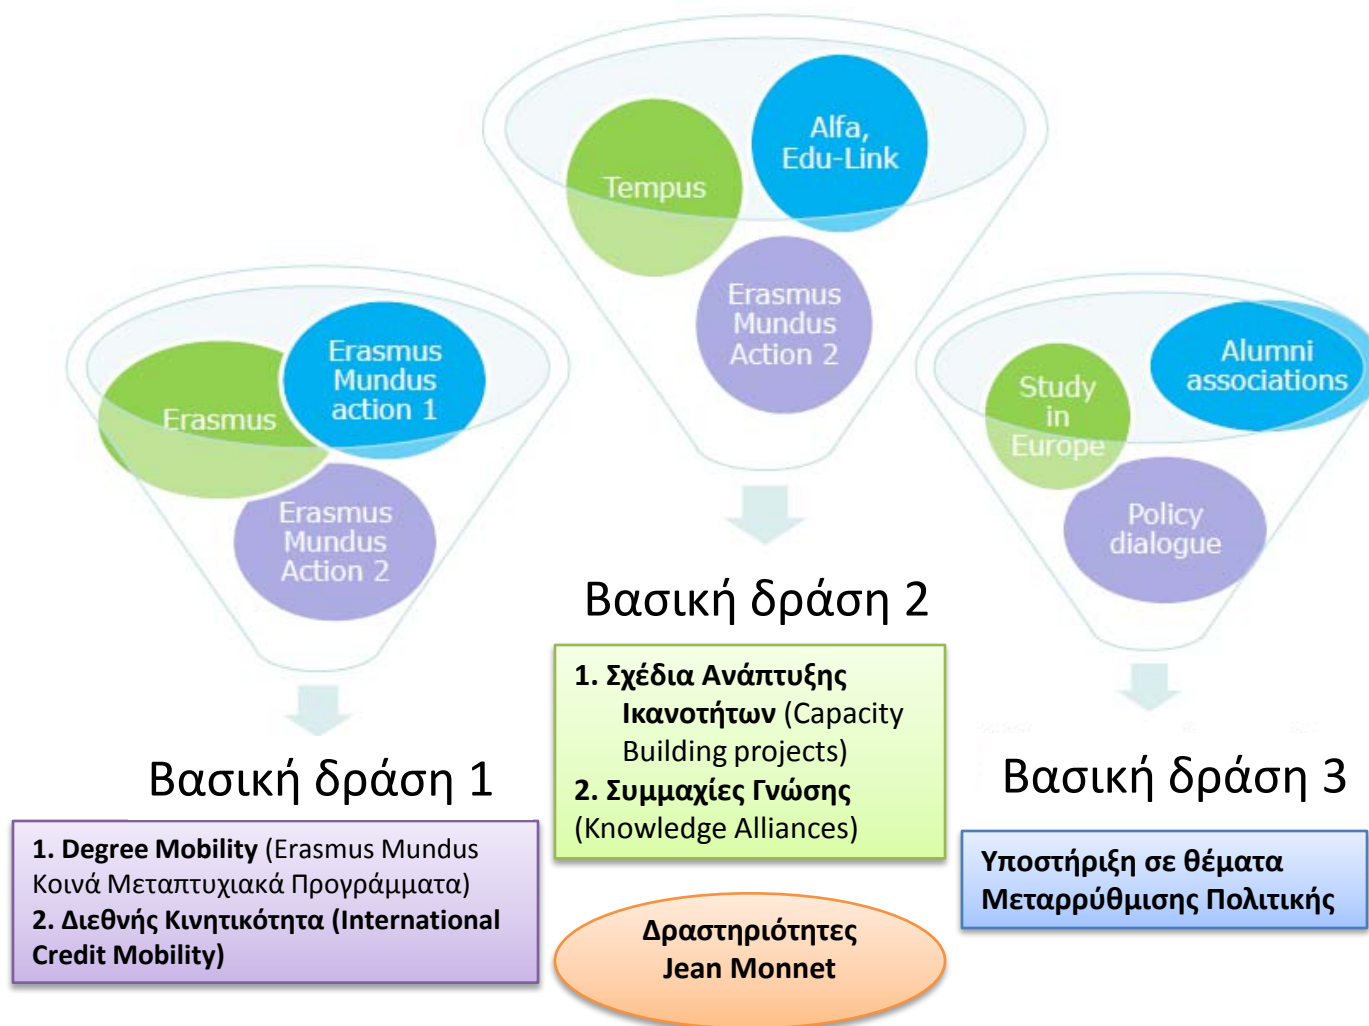 Erasmus
Erasmus
Mundus
action 1
Erasmus
Mundus
Action 2
Βασική δράση 1
1. Degree Mobility (Erasmus Mundus
Κοινά Μεταπτυχιακά Προγράμματα)
2. Διεθνής Κινητικότητα (International
Credit Mobility)
Tempus
Alfa,
Edu-Link
Erasmus
Mundus
Action 2
Βασική δράση 2
1. Σχέδια Ανάπτυξης
Ικανοτήτων (Capacity
Building projects)
2. Συμμαχίες Γνώσης
(Knowledge Alliances)
Δραστηριότητες
Jean Monnet
Study
in
Europe
Alumni
associations
Policy
dialogue
Βασική δράση 3
Υποστήριξη σε θέματα
Μεταρρύθμισης Πολιτικής